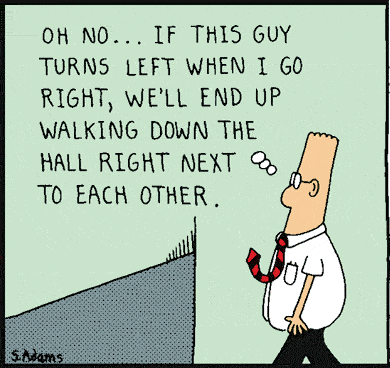 OH NO... IF THIS GUY
TURNS LEFT WHEN I GO
RIGHT, WE'LL END UP
WALKING DOWN THE
HALL RIGHT NEXT
TO EACH OTHER.
S.Adams